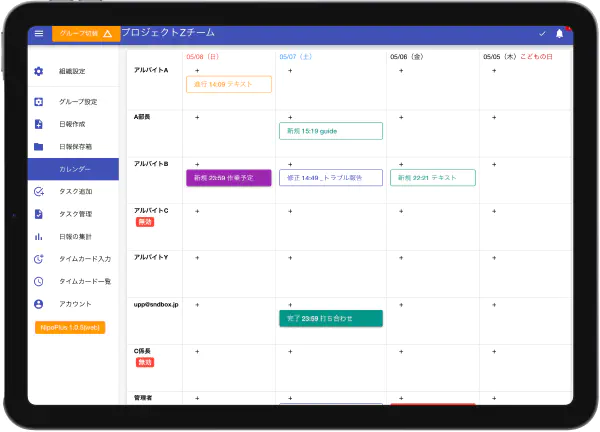 グループ切替
プロジェクトZチーム
組織設定
グループ設定
日報作成
日報保存箱
カレンダー
タスク追加
タスク管理
日報の集計
タイムカード入力
タイムカード一覧
アカウント
NipoPlus 1.0.5(web)
05/08（日）
05/07（土）
05/06（金）
05/05（木）こどもの日
アルバイトA
+
+
+
+
進行 14:09 テキスト
A部長
+
+
+
+
新規 15:19 guide
アルバイトB
+
+
+
+
新規 23:59 作業予定
修正 14:49 _トラブル報告
新規 22:21 テキスト
アルバイトC
+
+
+
+
無効
アルバイトY
+
+
+
+
upp@sndbox.jp
+
+
+
+
完了 23:59 打ち合わせ
C係長
+
+
+
+
無効
管理者
+
+
+
+